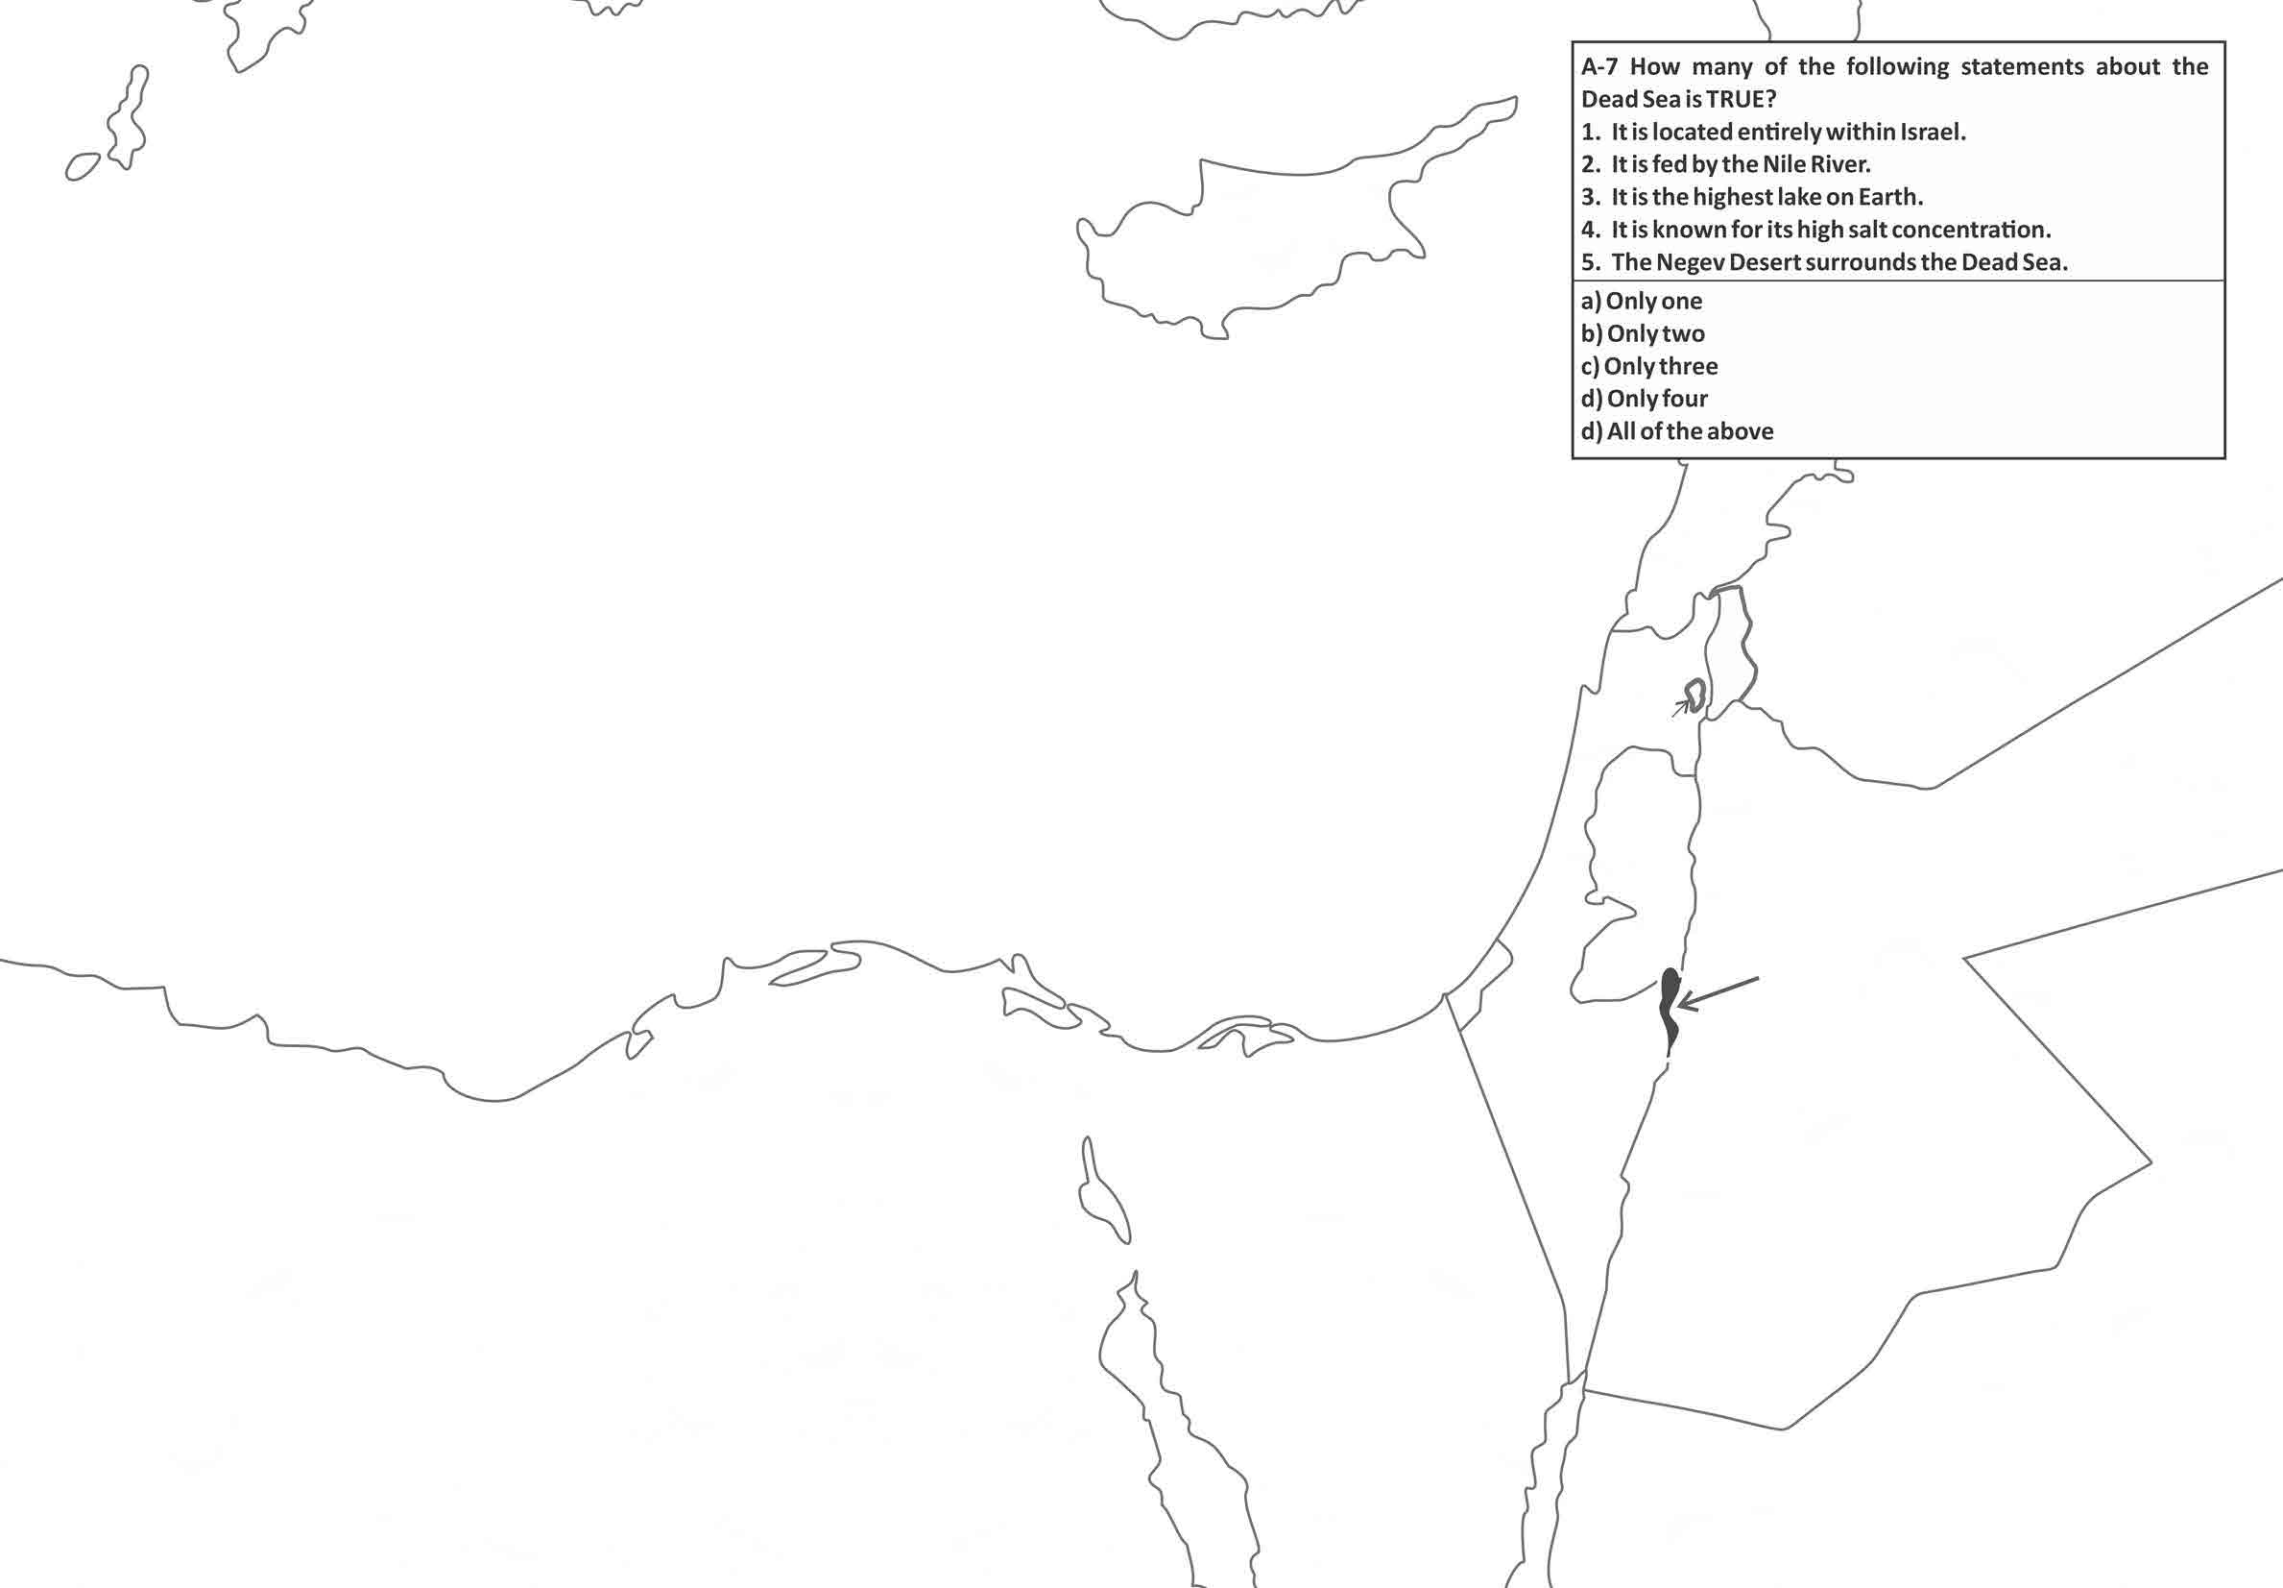 A-7 How many of the following statements about the
Dead Sea is TRUE?
1. It is located entirely within Israel.
2. It is fed by the Nile River.
3. It is the highest lake on Earth.
4. It is known for its high salt concentration.
5. The Negev Desert surrounds the Dead Sea.
a) Only one
b) Only two
c) Only three
d) Only four
d) All of the above